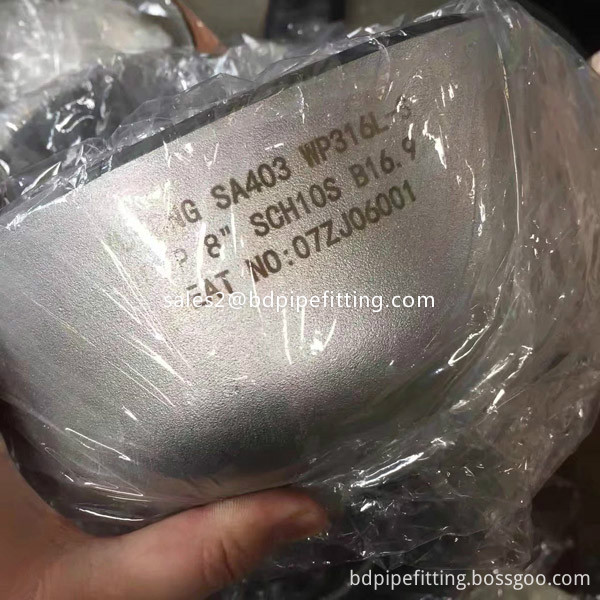 SA403 WP316L-S
8" SCH10S B16.9
NO:07ZJ06001
sales2@bdpipefitting.com
bdpipefitting.bossgoo.com